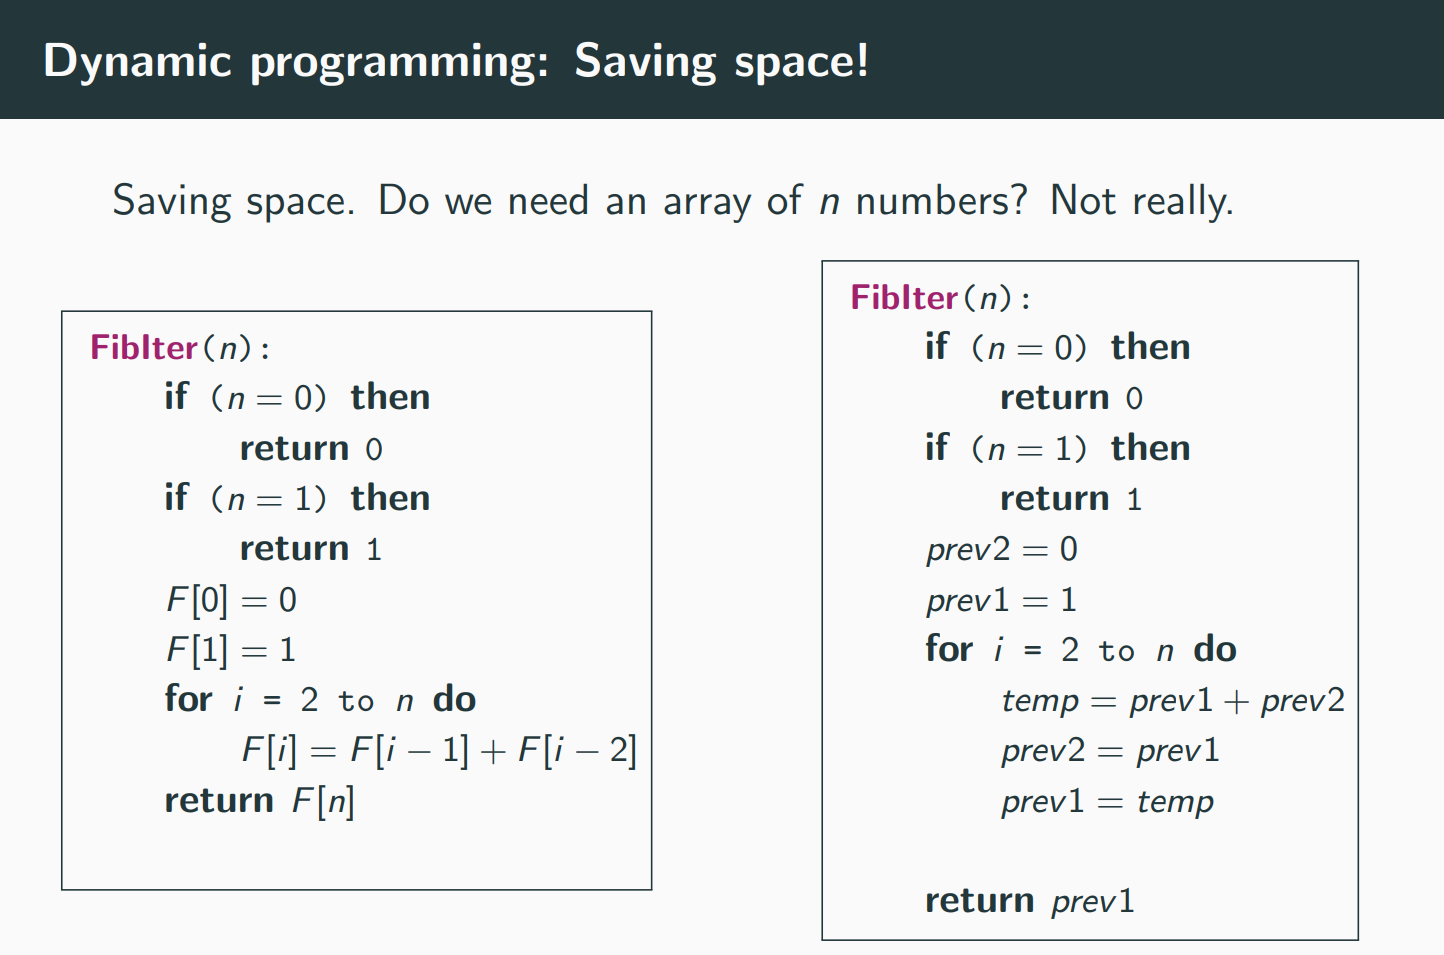 Dynamic programming: Saving space!
Saving space. Do we need an array of n numbers? Not really.
FibIter(n):
if (n = 0) then
return 0
if (n = 1) then
return 1
F[0] = 0
F[1] = 1
for i = 2 to n do
F[i] = F[i − 1] + F[i − 2]
return F[n]
FibIter(n):
if (n = 0) then
return 0
if (n = 1) then
return 1
prev2 = 0
prev1 = 1
for i = 2 to n do
temp = prev1 + prev2
prev2 = prev1
prev1 = temp
return prev1